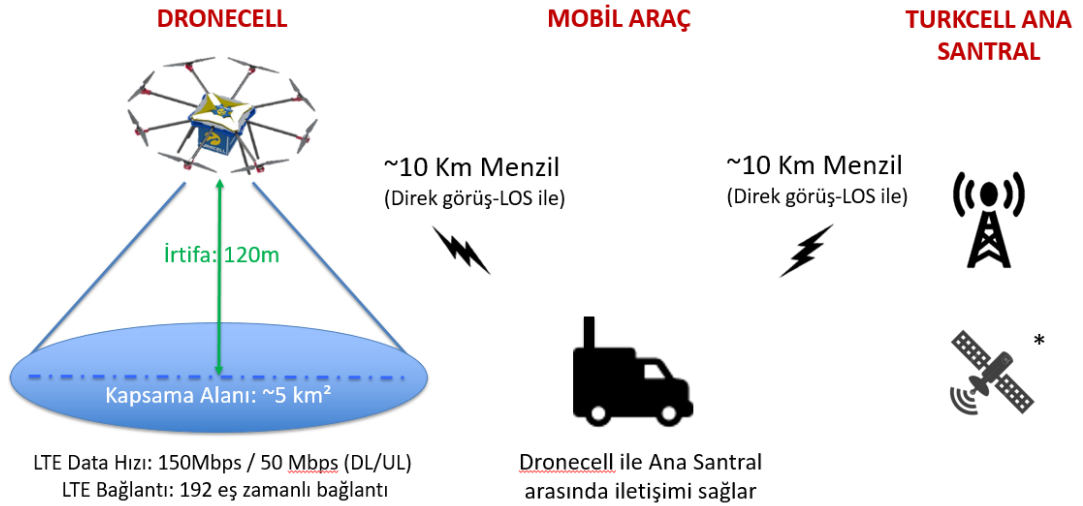 DRONECELL
MOBİL ARAÇ
TURKCELL ANA
SANTRAL
~10 Km Menzil
(Direk görüş-LOS ile)
~10 Km Menzil
(Direk görüş-LOS ile)
İrtifa: 120m
*
Kapsama Alanı: ~5 km²
LTE Data Hızı: 150Mbps / 50 Mbps (DL/UL)
LTE Bağlantı: 192 eş zamanlı bağlantı
Dronecell ile Ana Santral
arasında iletişimi sağlar